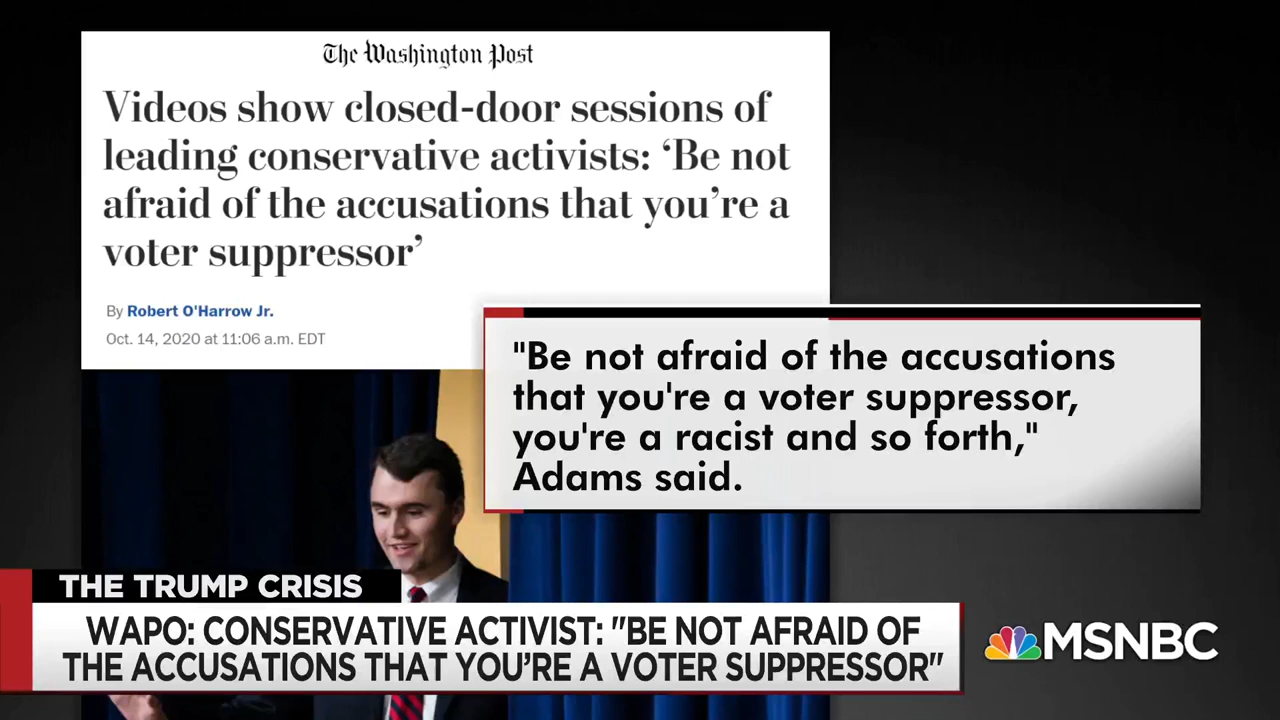 The Washington Post
Videos show closed-door sessions of
leading conservative activists: ‘Be not
afraid of the accusations that you’re a
voter suppressor’
By Robert O'Harrow Jr.
Oct. 14, 2020 at 11:06 a.m. EDT
"Be not afraid of the accusations
that you're a voter suppressor,
you're a racist and so forth,"
Adams said.
THE TRUMP CRISIS
WAPO: CONSERVATIVE ACTIVIST: "BE NOT AFRAID OF
THE ACCUSATIONS THAT YOU’RE A VOTER SUPPRESSOR"
MSNBC